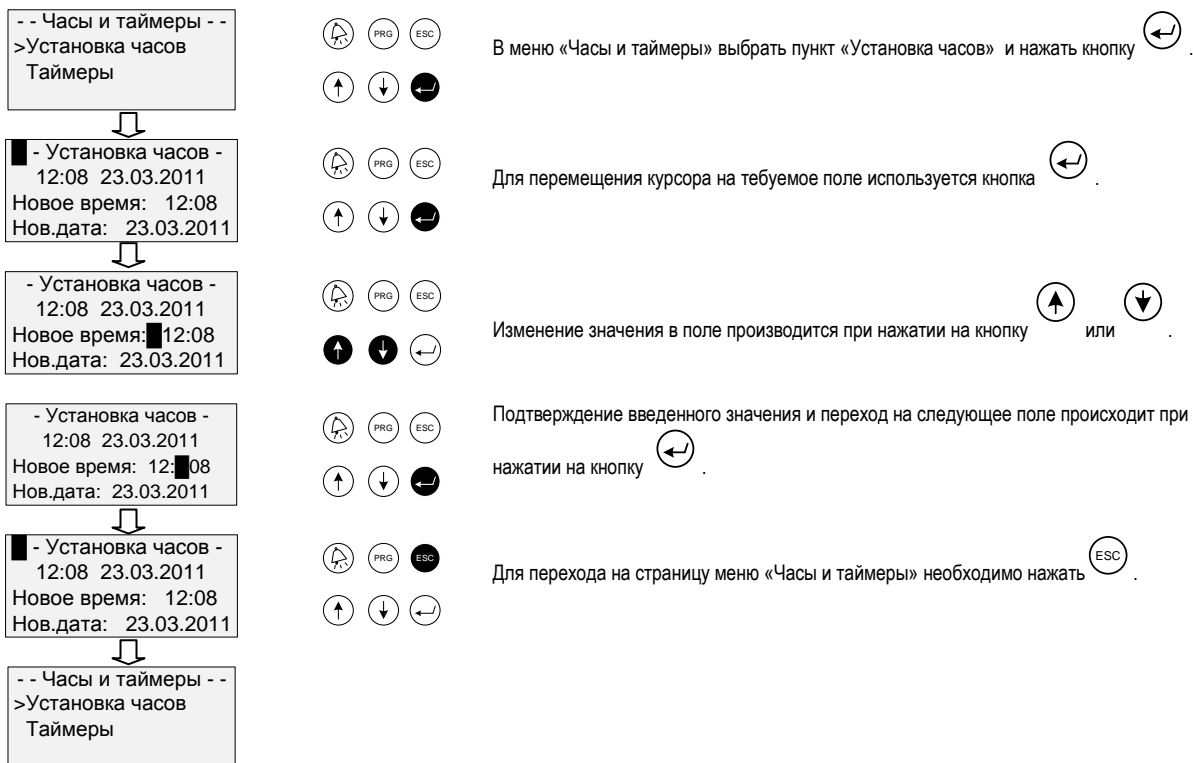 - - Часы и таймеры - -
>Установка часов
Таймеры
PRG ESC
В меню «Часы и таймеры» выбрать пункт «Установка часов» и нажать кнопку .
- Установка часов -
12:08 23.03.2011
Новое время: 12:08
Нов.дата: 23.03.2011
PRG ESC
Для перемещения курсора на тебуемое поле используется кнопка .
- Установка часов -
12:08 23.03.2011
Новое время: 12:08
Нов.дата: 23.03.2011
PRG ESC
Изменение значения в поле производится при нажатии на кнопку или .
- Установка часов -
12:08 23.03.2011
Новое время: 12:08
Нов.дата: 23.03.2011
PRG ESC
Подтверждение введенного значения и переход на следующее поле происходит при
нажатии на кнопку .
- Установка часов -
12:08 23.03.2011
Новое время: 12:08
Нов.дата: 23.03.2011
PRG ESC
Для перехода на страницу меню «Часы и таймеры» необходимо нажать ESC .
- - Часы и таймеры - -
>Установка часов
Таймеры